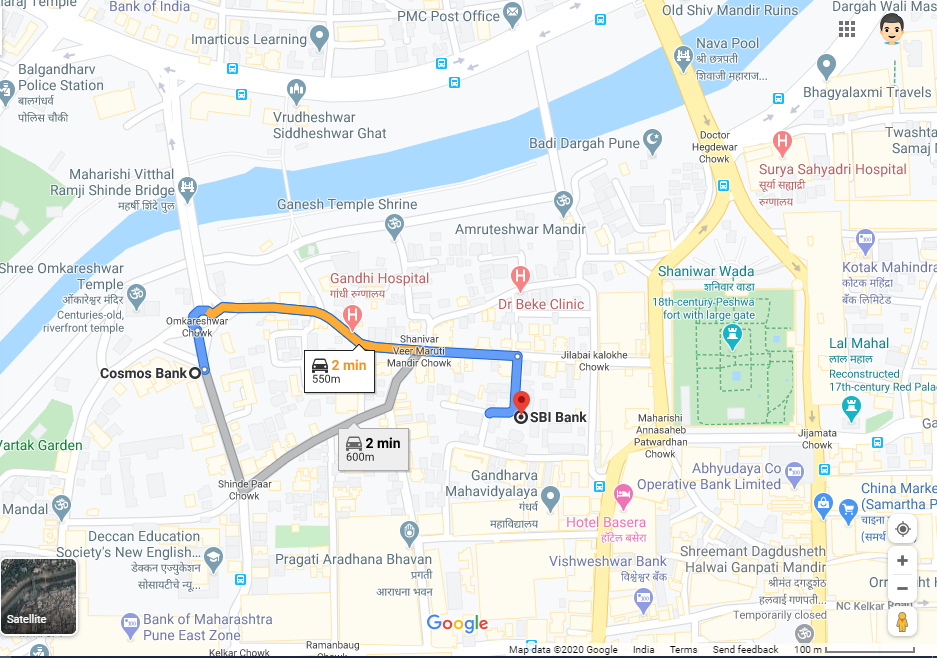 Bank of India
PMC Post Office
Old Shiv Mandir Ruins
Dargah Wali Mas
Imarticus Learning
Nava Pool
श्री छत्रपती
शिवाजी महाराज...
Balgandharv
Police Station
बालगंधर्व
पोलिस चौकी
Bhagyalaxmi Travels
Vrudheshwar
Siddheshwar Ghat
Badi Dargah Pune
Doctor
Hegdewar
Chowk
Twashta
Samaj M
Surya Sahyadri Hospital
सूर्या सह्याद्री
रुग्णालय
Maharishi Vitthal
Ramji Shinde Bridge
महर्षी शिंदे पुल
Ganesh Temple Shrine
Amruteshwar Mandir
Shree Omkareshwar
Temple
ओंकारेश्वर मंदिर
Centuries-old,
riverfront temple
Gandhi Hospital
गांधी रुग्णालय
Dr Beke Clinic
Shaniwar Wada
शनिवार वाडा
18th-century Peshwa
fort with large gate
Kotak Mahindra
कोटक महिंद्रा
बँक लिमिटेड
Omkareshwar
Chowk
Shanivar
Veer Maruti
Mandir Chowk
Jilabai kalokhe
Chowk
Lal Mahal
लाल महाल
Reconstructed
17th-century Red Palac
Cosmos Bank
2 min
550m
SBI Bank
2 min
600m
Maharishi
Annasaheb
Patwardhan
Chowk
Jijamata
Chowk
Vartak Garden
Shinde Paar
Chowk
Gandharva
Mahavidyalaya
गंधर्व
महाविद्यालय
Abhyudaya Co
Operative Bank Limited
China Marke
(Samartha P
चाइना
(समर्थ
Mandal
Hotel Basera
हॉटेल बसेरा
Deccan Education
Society's New English...
डेक्कन एज्युकेशन
सोसायटीचे न्यू...
Pragati Aradhana Bhavan
प्रगती
आराधना भवन
Vishweshwar Bank
विश्वेश्वर बँक
Shreemant Dagdusheth
Halwai Ganpati Mandir
श्रीमंत दगडूशेठ
हलवाई गणपती...
Temporarily closed
NC Kelkar Road
Satellite
Bank of Maharashtra
Pune East Zone
Google
Kelkar Chowk
Ramanbaug
Chowk
Map data ©2020 Google
India
Terms
Send feedback
100 m